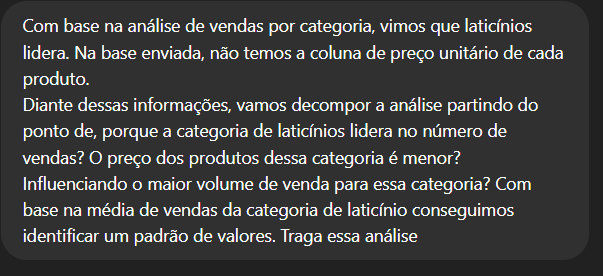 Com base na análise de vendas por categoria, vimos que laticínios
lidera. Na base enviada, não temos a coluna de preço unitário de cada
produto.
Diante dessas informações, vamos decompor a análise partindo do
ponto de, porque a categoria de laticínios lidera no número de
vendas? O preço dos produtos dessa categoria é menor?
Influenciando o maior volume de venda para essa categoria? Com
base na média de vendas da categoria de laticínio conseguimos
identificar um padrão de valores. Traga essa análise